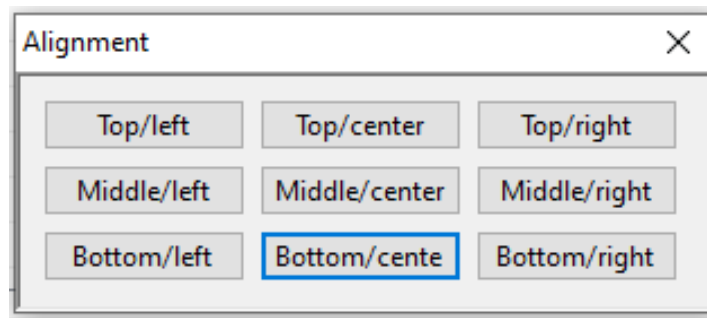 Alignment
Top/left Top/center Top/right
Middle/left Middle/center Middle/right
Bottom/left Bottom/cente Bottom/right